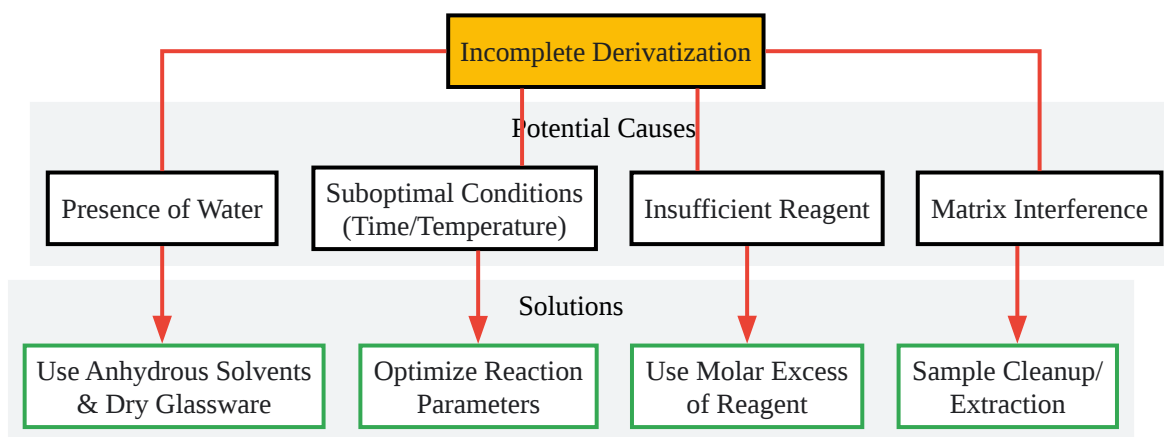 Incomplete Derivatization
Potential Causes
Presence of Water
Suboptimal Conditions
(Time/Temperature)
Insufficient Reagent
Matrix Interference
Solutions
Use Anhydrous Solvents
& Dry Glassware
Optimize Reaction
Parameters
Use Molar Excess
of Reagent
Sample Cleanup/
Extraction